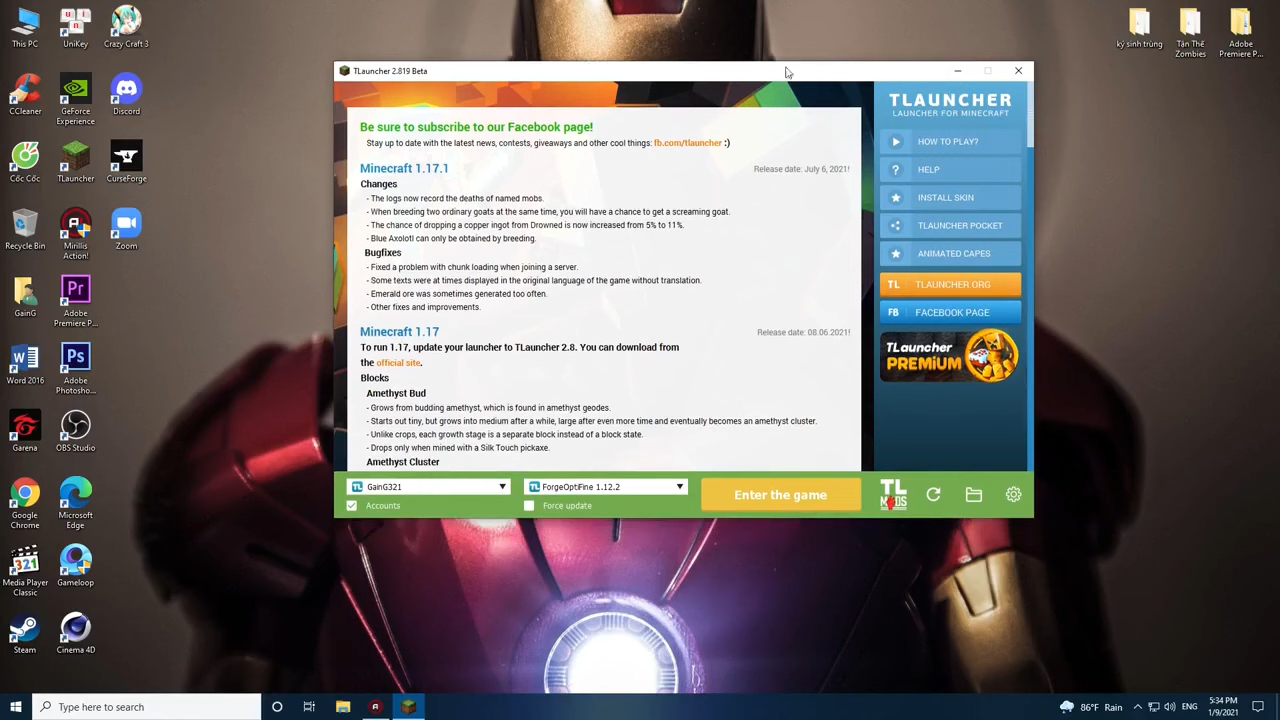 This PC
UniKey
Crazy Craft 3
CCleaner
GeForce
Experience
Discord
Cốc Cốc
TLauncher
CurseForge
Recycle Bin
Mirillis
Action!
Zoom
GainG
Adobe
Premiere P...
Word 2016
Adobe
Photosho...
Garena
OBS Studio
Google
Chrome
Microsoft
Edge
Media Player
Classic
Gameloop
Steam
Cinema 4D
ký sinh trùng
Tận Thế
Zombies
Adobe
Premiere P...
TLauncher 2.819 Beta
Be sure to subscribe to our Facebook page!
Stay up to date with the latest news, contests, giveaways and other cool things: fb.com/tlauncher :)
Minecraft 1.17.1
Release date: July 6, 2021!
Changes
- The logs now record the deaths of named mobs.
- When breeding two ordinary goats at the same time, you will have a chance to get a screaming goat.
- The chance of dropping a copper ingot from Drowned is now increased from 5% to 11%.
- Blue Axolotl can only be obtained by breeding.
Bugfixes
- Fixed a problem with chunk loading when joining a server.
- Some texts were at times displayed in the original language of the game without translation.
- Emerald ore was sometimes generated too often.
- Other fixes and improvements.
Minecraft 1.17
Release date: 08.06.2021!
To run 1.17, update your launcher to TLauncher 2.8. You can download from
the official site.
Blocks
Amethyst Bud
- Grows from budding amethyst, which is found in amethyst geodes.
- Starts out tiny, but grows into medium after a while, large after even more time and eventually becomes an amethyst cluster.
- Unlike crops, each growth stage is a separate block instead of a block state.
- Drops only when mined with a Silk Touch pickaxe.
Amethyst Cluster
TLAUNCHER
LAUNCHER FOR MINECRAFT
HOW TO PLAY?
HELP
INSTALL SKIN
TLAUNCHER POCKET
ANIMATED CAPES
TL TLAUNCHER.ORG
FB FACEBOOK PAGE
TLauncher
PREMIUM
GainG321
ForgeOptiFine 1.12.2
Enter the game
TL
MODS
Accounts
Force update
Type here to search
86°F Rain
ENG
5:34 PM
1/9/2021